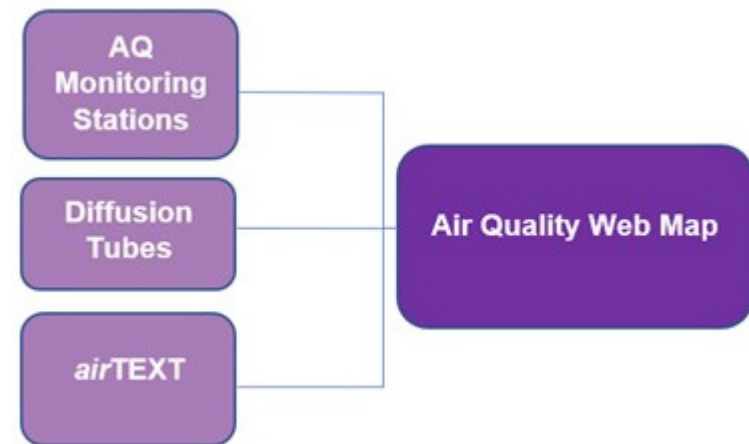 AQ
Monitoring
Stations
Diffusion
Tubes
airTEXT
Air Quality Web Map